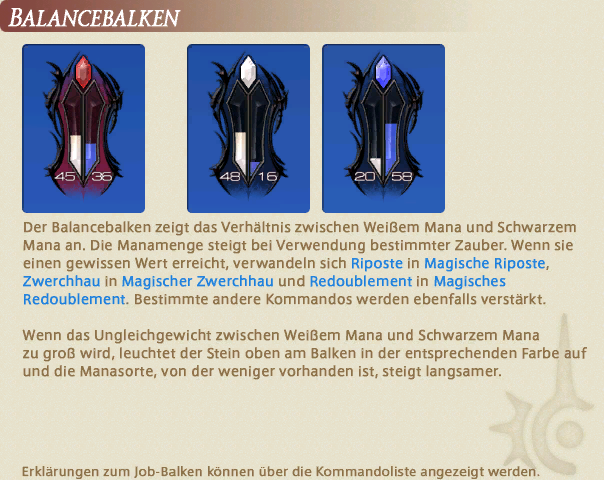 Balancebalken
45 36 48 16 20 58
Der Balancebalken zeigt das Verhältnis zwischen Weißem Mana und Schwarzem
Mana an. Die Manamenge steigt bei Verwendung bestimmter Zauber. Wenn sie
einen gewissen Wert erreicht, verwandeln sich Riposte in Magische Riposte,
Zwerchhau in Magischer Zwerchhau und Redoublement in Magisches
Redoublement. Bestimmte andere Kommandos werden ebenfalls verstärkt.
Wenn das Ungleichgewicht zwischen Weißem Mana und Schwarzem Mana
zu groß wird, leuchtet der Stein oben am Balken in der entsprechenden Farbe auf
und die Manasorte, von der weniger vorhanden ist, steigt langsamer.
Erklärungen zum Job-Balken können über die Kommandoliste angezeigt werden.